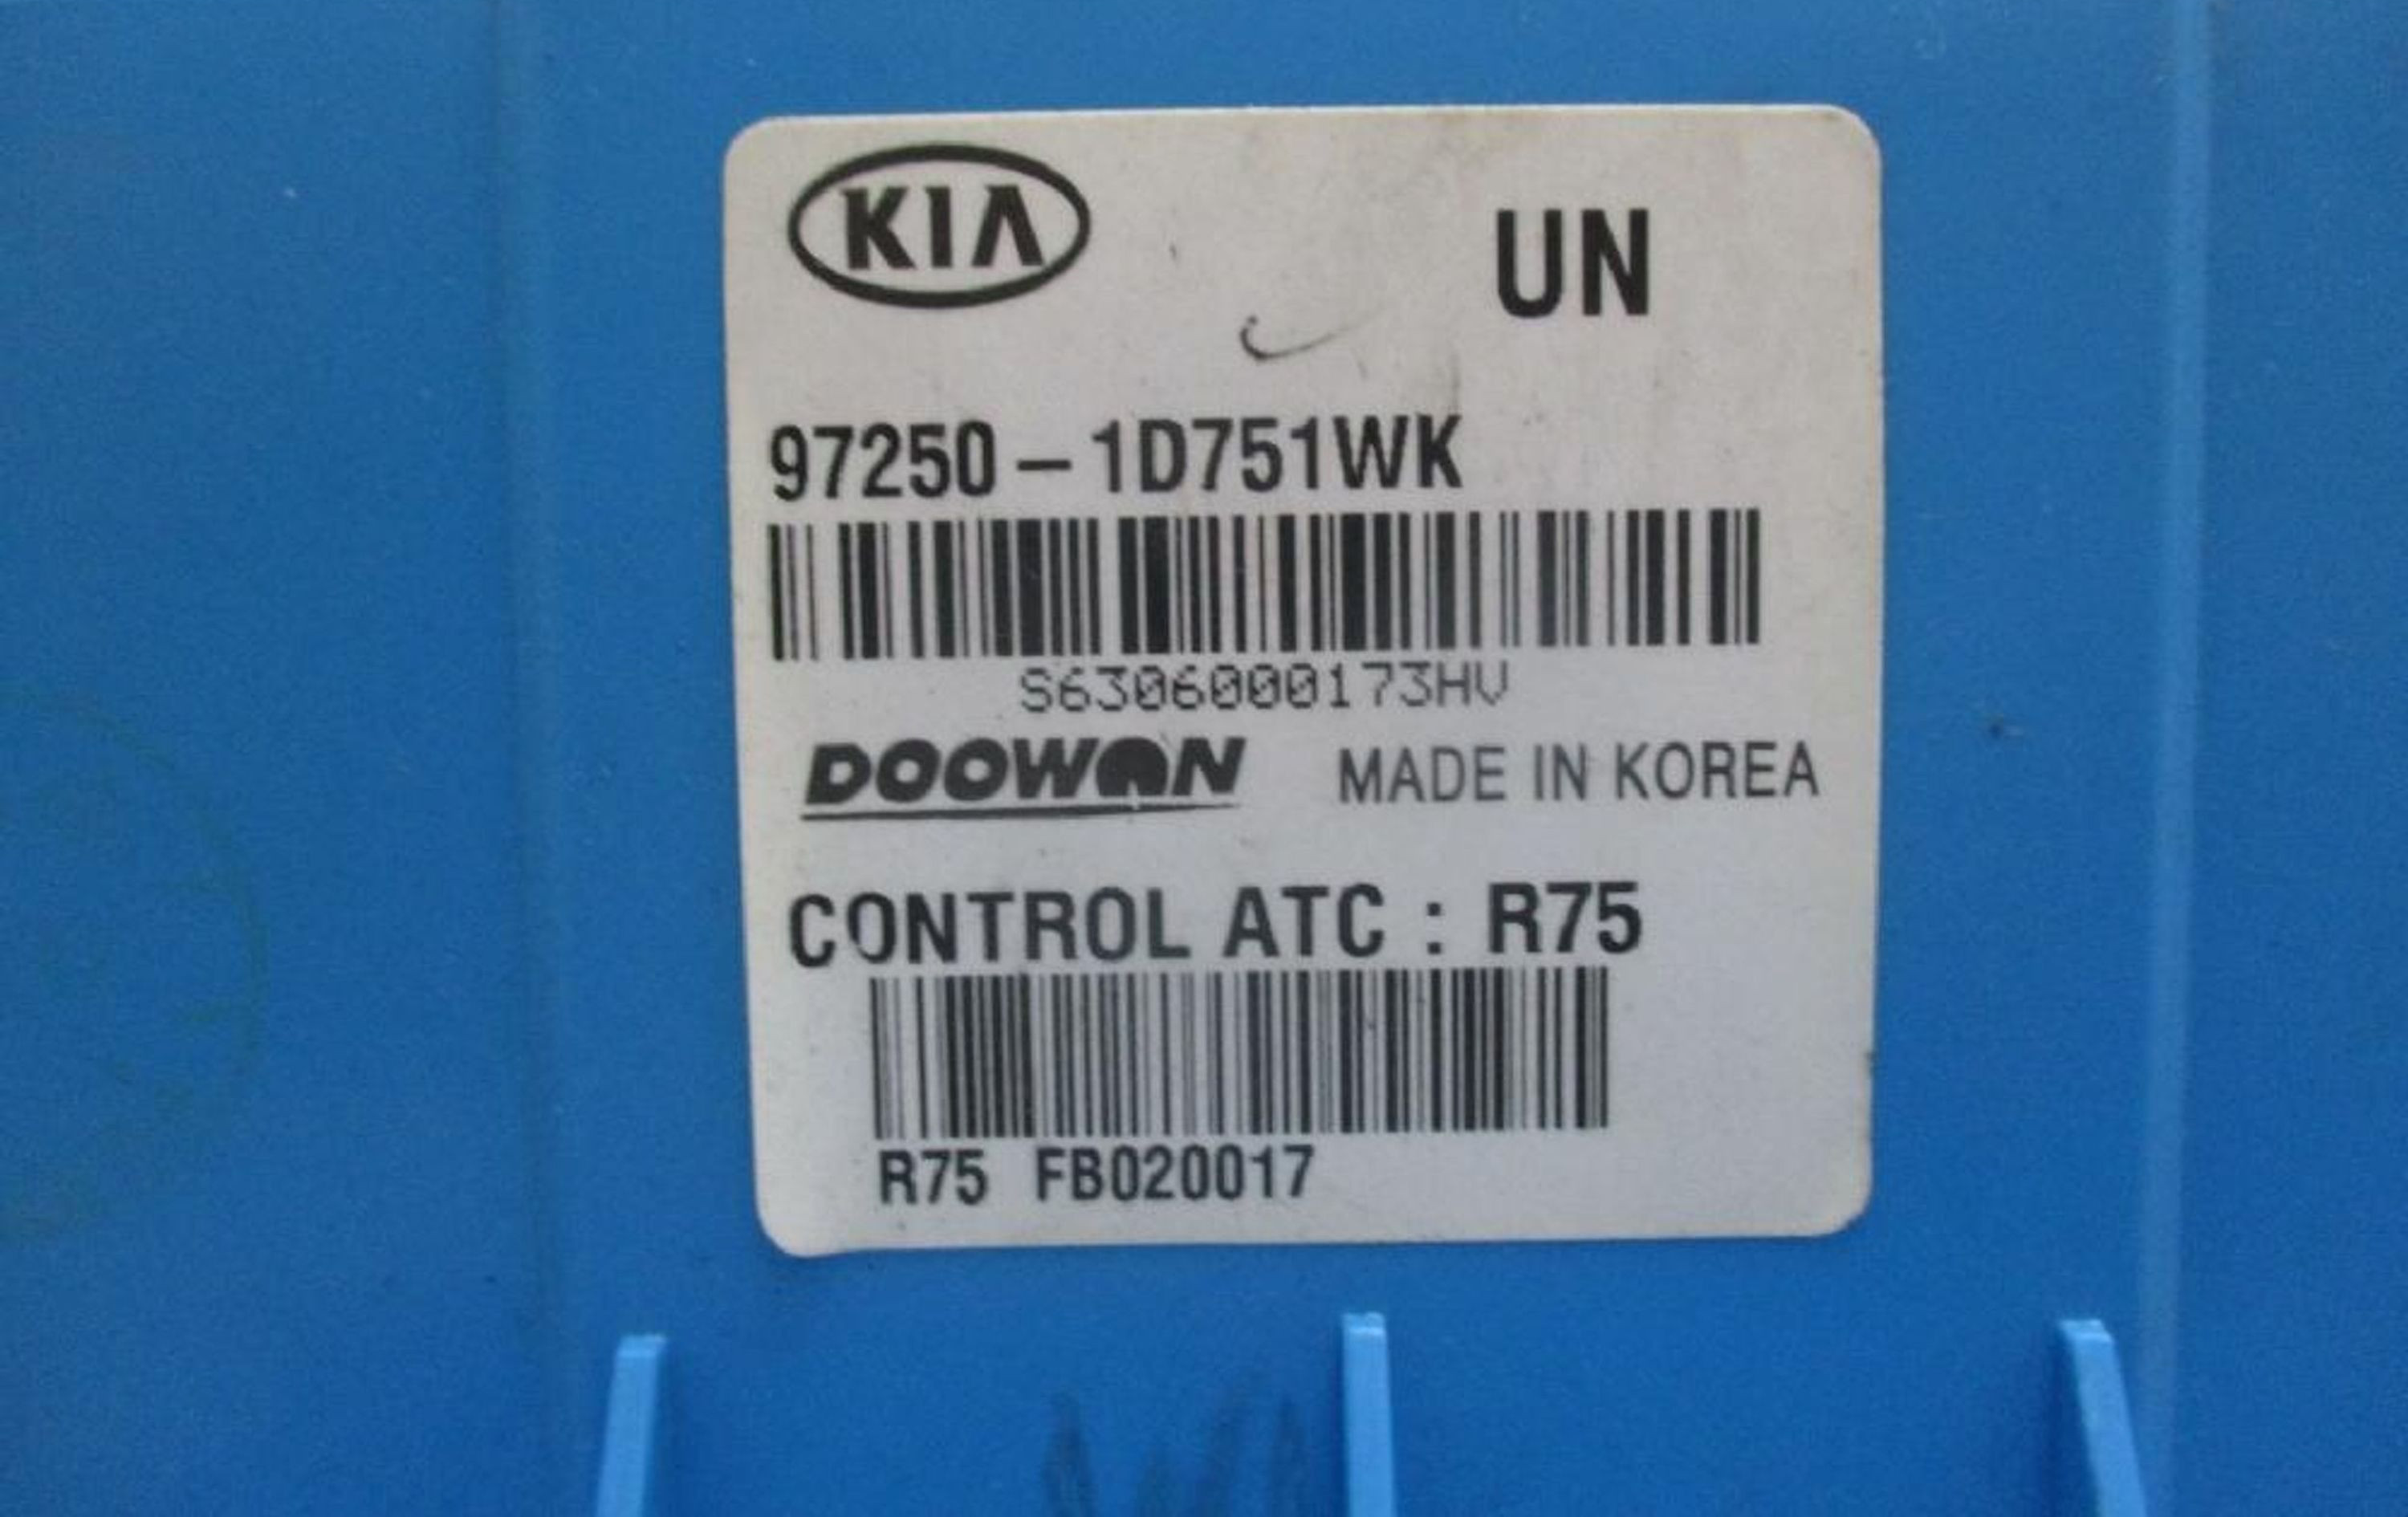 KIA UN
97250-1D751WK
S6306000173HV
DOOWON MADE IN KOREA
CONTROL ATC : R75
R75 FB020017